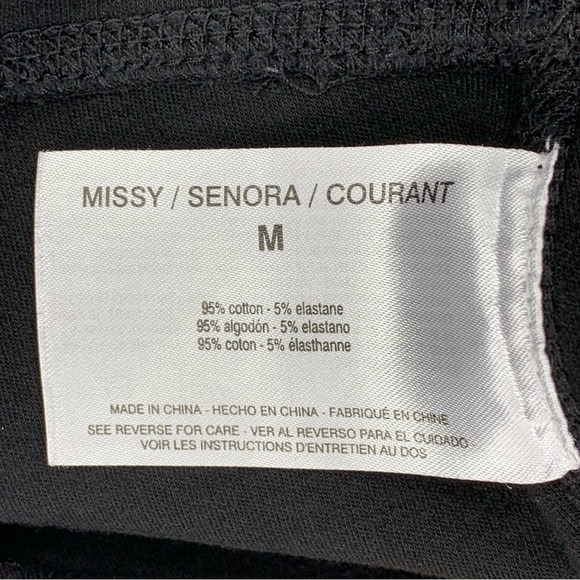 MISSY / SENORA / COURANT
M
95% cotton - 5% elastane
95% algodón - 5% elastano
95% coton - 5% élasthanne
MADE IN CHINA - HECHO EN CHINA - FABRIQUÉ EN CHINE
SEE REVERSE FOR CARE - VER AL REVERSO PARA EL CUIDADO
VOIR LES INSTRUCTIONS D'ENTRETIEN AU DOS